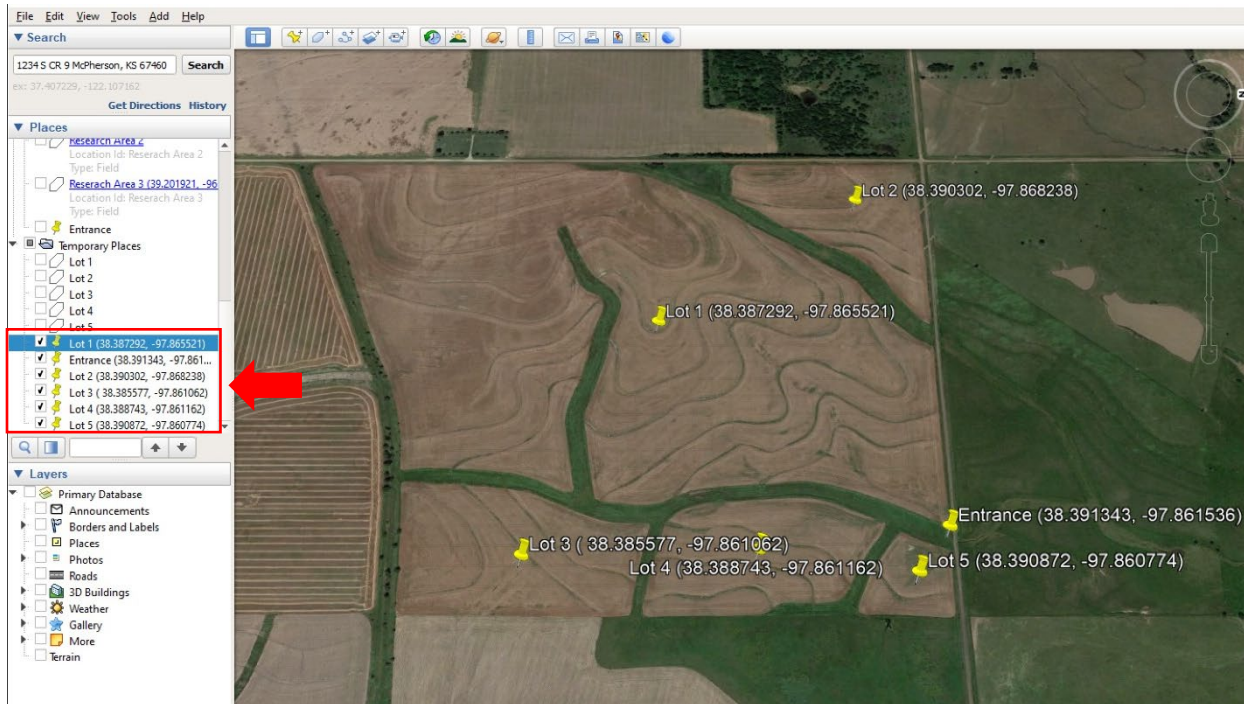 File Edit View Tools Add Help
Search
1234 S CR 9 McPherson, KS 67460 Search
ex: 37.407229, -122.107162
Get Directions History
Places
Research Area 2
Location Id: Reserach Area 2
Type: Field
Reserach Area 3 (39.201921, -96
Location Id: Reserach Area 3
Type: Field
Entrance
Temporary Places
Lot 1
Lot 2
Lot 3
Lot 4
Lot 5
Lot 1 (38.387292, -97.865521)
Entrance (38.391343, -97.861...
Lot 2 (38.390302, -97.868238)
Lot 3 ( 38.385577, -97.861062)
Lot 4 (38.388743, -97.861162)
Lot 5 (38.390872, -97.860774)
Layers
Primary Database
Announcements
Borders and Labels
Places
Photos
Roads
3D Buildings
Weather
Gallery
More
Terrain
Lot 2 (38.390302, -97.868238)
Lot 1 (38.387292, -97.865521)
Entrance (38.391343, -97.861536)
Lot 3 ( 38.385577, -97.861062)
Lot 4 (38.388743, -97.861162)
Lot 5 (38.390872, -97.860774)